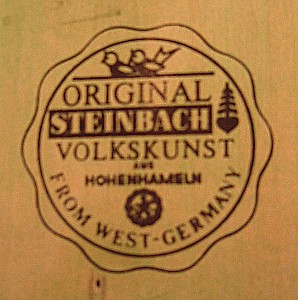 ORIGINAL
STEINBACH
VOLKSKUNST
AUS
HOHENHAMELN
FROM WEST-GERMANY